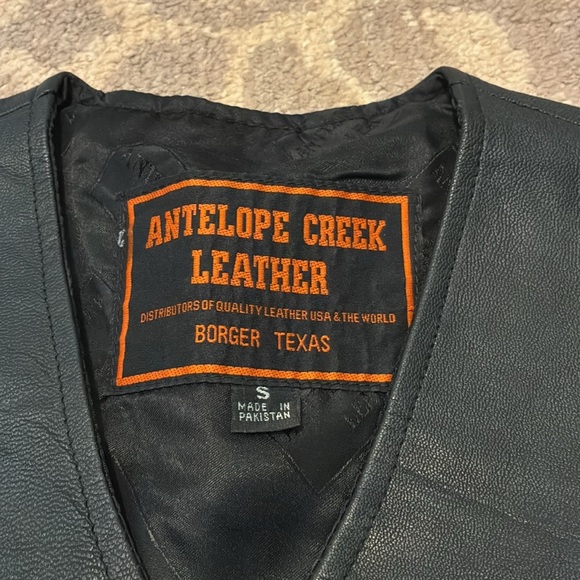 ANTELOPE CREEK
LEATHER
DISTRIBUTORS OF QUALITY LEATHER USA & THE WORLD
BORGER TEXAS
S
MADE IN
PAKISTAN